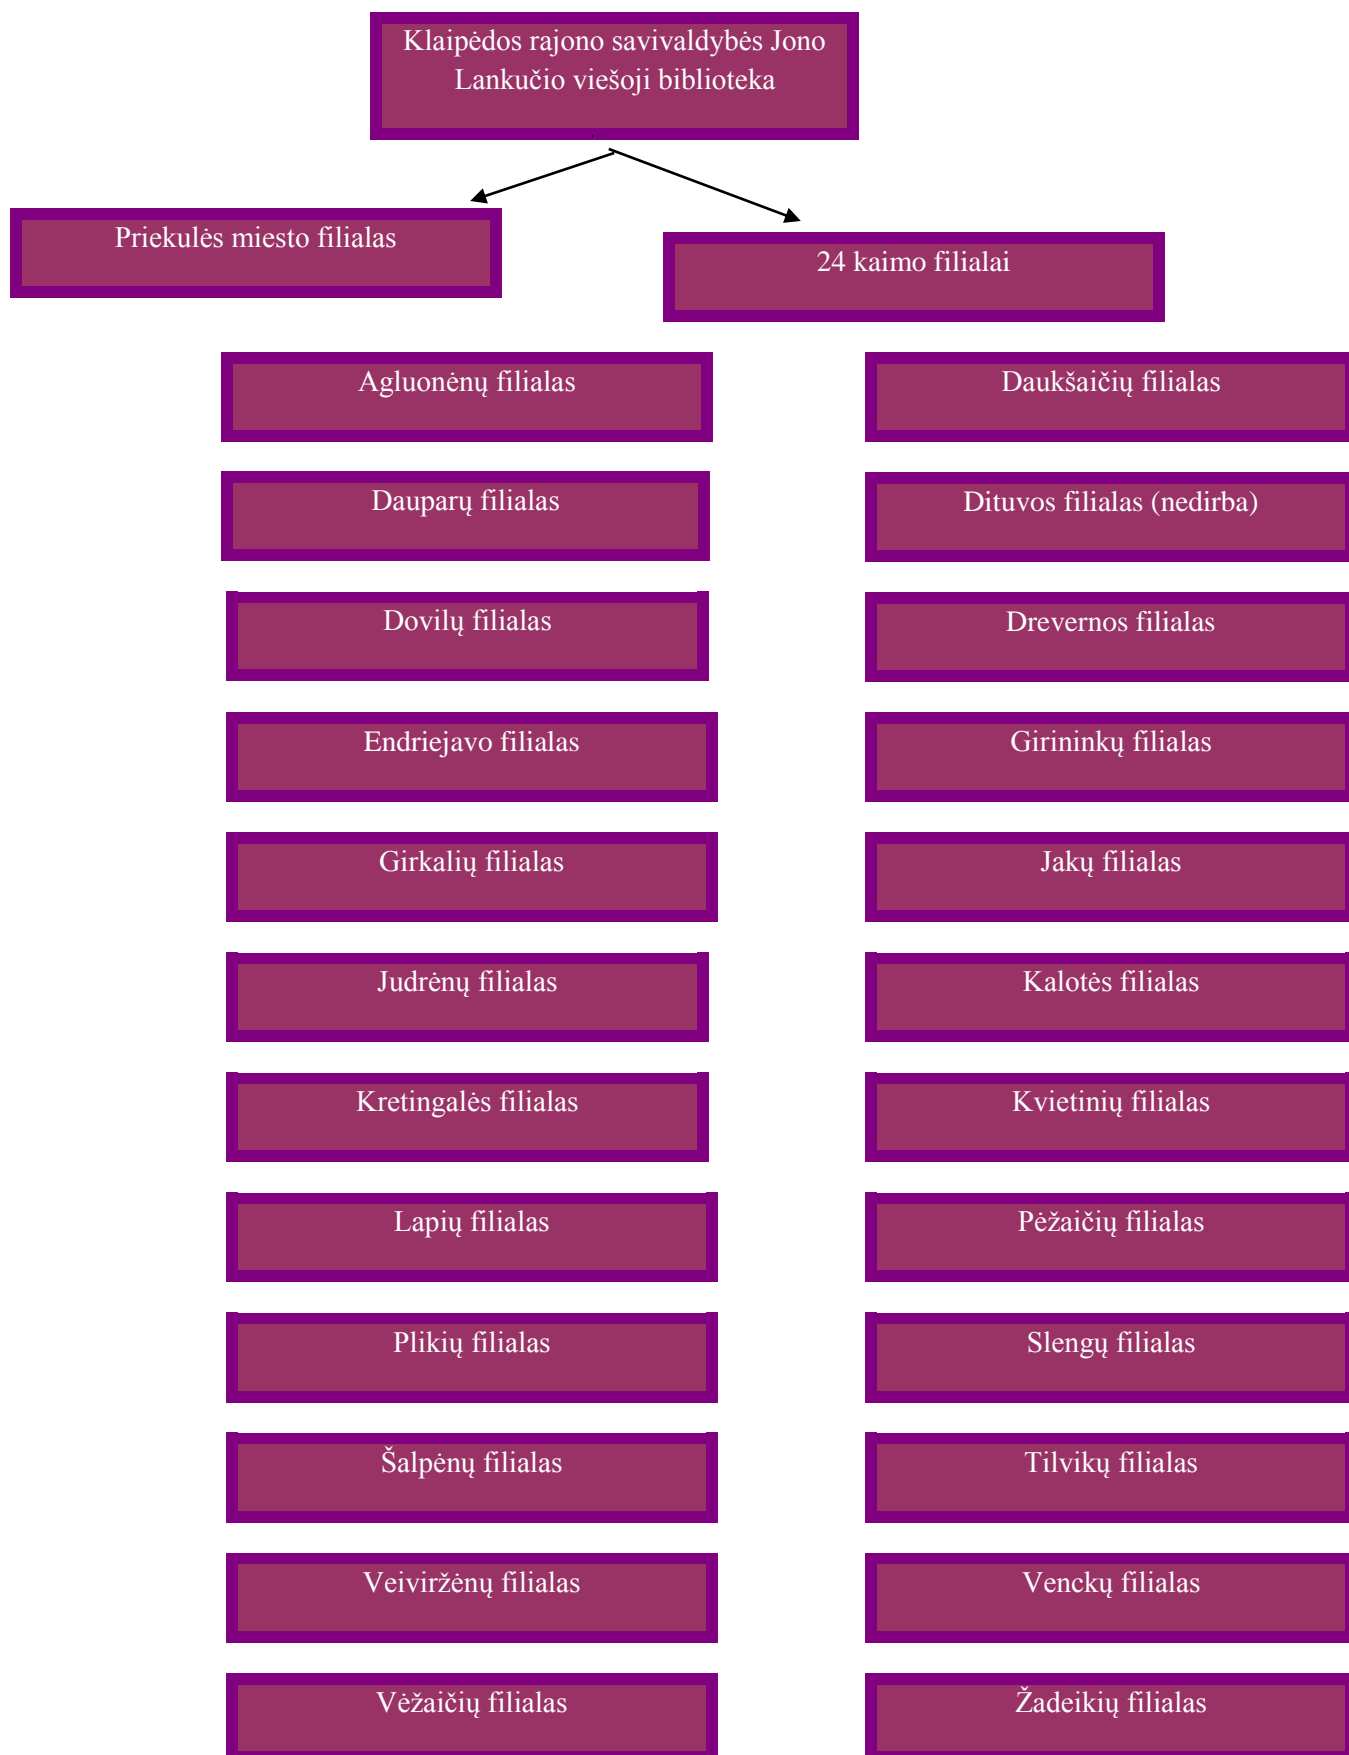 Klaipėdos rajono savivaldybės Jono
Lankučio viešoji biblioteka
Priekulės miesto filialas
24 kaimo filialai
Agluonėnų filialas
Daukšaičių filialas
Dauparų filialas
Dituvos filialas (nedirba)
Dovilų filialas
Drevernos filialas
Endriejavo filialas
Girininkų filialas
Girkalių filialas
Jakų filialas
Judrėnų filialas
Kalotės filialas
Kretingalės filialas
Kvietinių filialas
Lapių filialas
Pėžaičių filialas
Plikių filialas
Slengų filialas
Šalpėnų filialas
Tilvikų filialas
Veiviržėnų filialas
Venckų filialas
Vėžaičių filialas
Žadeikių filialas